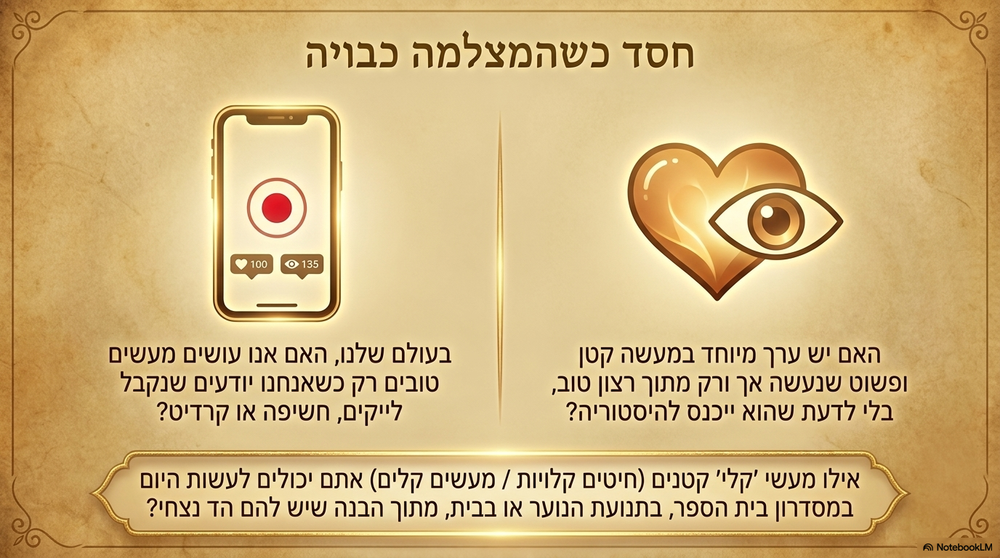 חסד כשהמצלמה כבויה
100
135
האם יש ערך מיוחד במעשה קטן
ופשוט שנעשה אך ורק מתוך רצון טוב,
בלי לדעת שהוא ייכנס להיסטוריה?
בעולם שלנו, האם אנו עושים מעשים
טובים רק כשאנחנו יודעים שנקבל
לייקים, חשיפה או קרדיט?
אילו מעשי 'קלי' קטנים (חיטים קלויות / מעשים קלים) אתם יכולים לעשות היום
במסדרון בית הספר, בתנועת הנוער או בבית, מתוך הבנה שיש להם הד נצחי?
NotebookLM